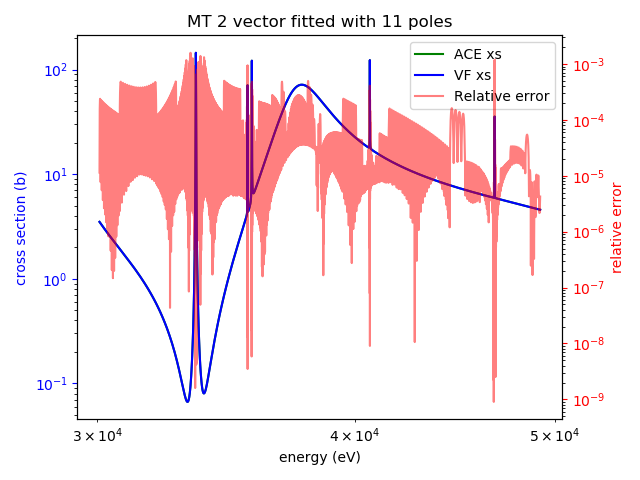 MT 2 vector fitted with 11 poles
ACE xs
VF xs
Relative error
cross section (b)
10²
10¹
10⁰
10⁻¹
10⁻³
10⁻⁴
10⁻⁵
10⁻⁶
10⁻⁷
10⁻⁸
10⁻⁹
relative error
3 × 10⁴
4 × 10⁴
5 × 10⁴
energy (eV)